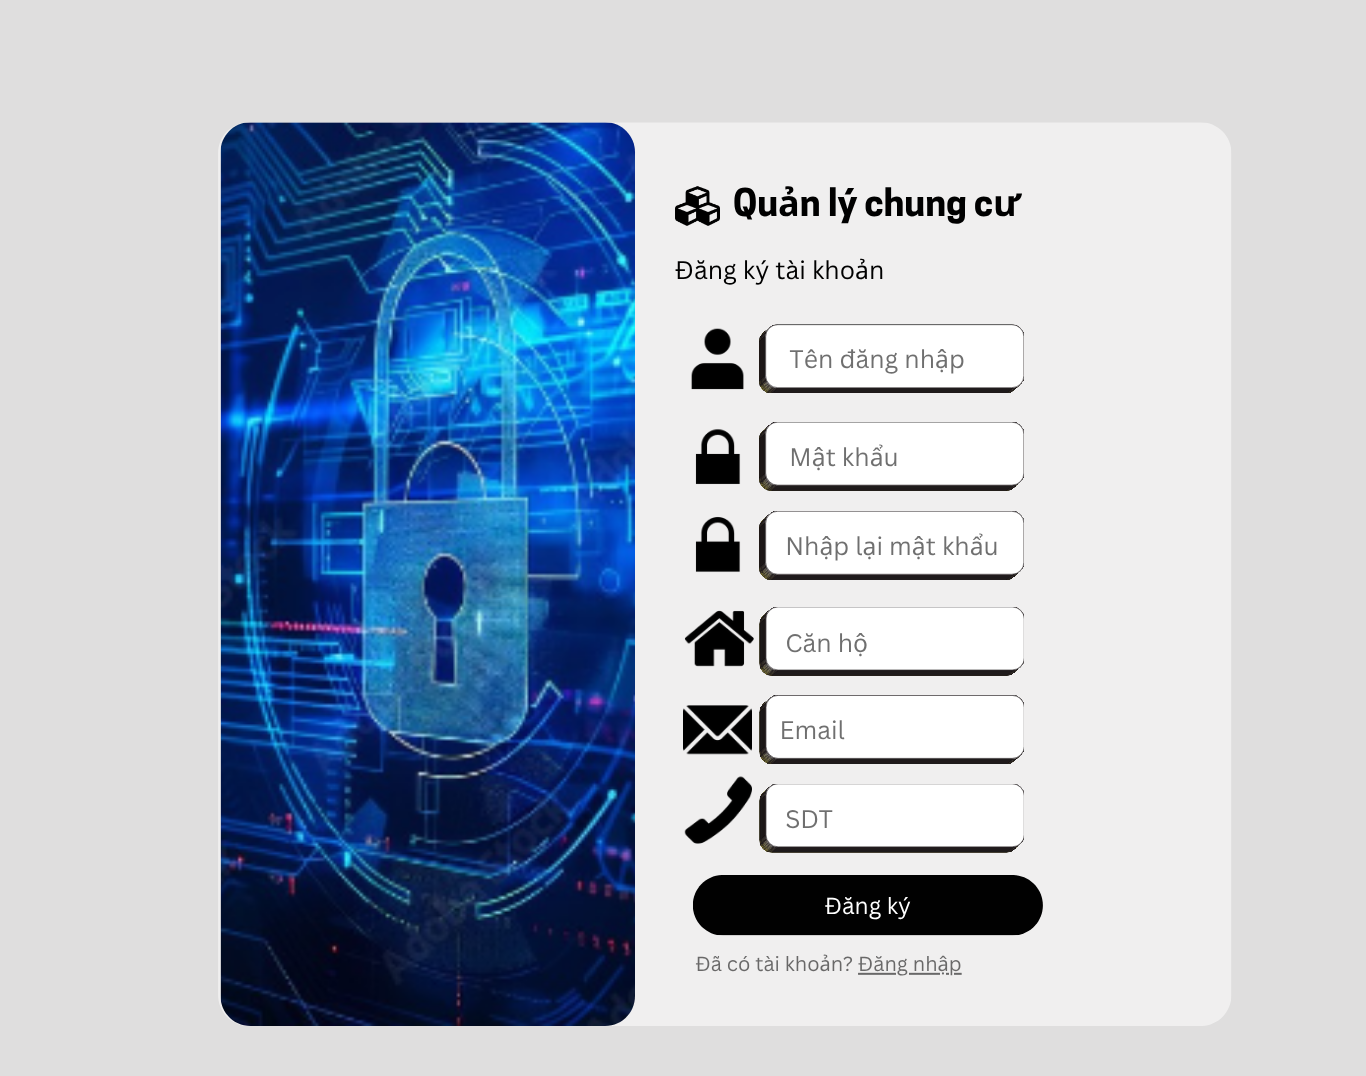 Quản lý chung cư
Đăng ký tài khoản
Tên đăng nhập
Mật khẩu
Nhập lại mật khẩu
Căn hộ
Email
SDT
Đăng ký
Đã có tài khoản? Đăng nhập